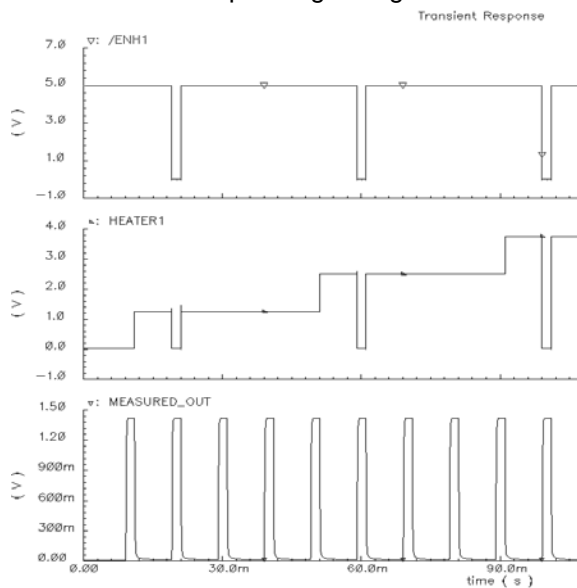 Transient Response
▽: /ENH1
7.0
5.0
3.0
1.0
-1.0
(V)
HEATER1
4.0
3.0
2.0
1.0
0.0
-1.0
(V)
▽: MEASURED_OUT
1.50
1.20
900m
600m
300m
0.00
(V)
0.00 30.0m 60.0m 90.0m
time (s)